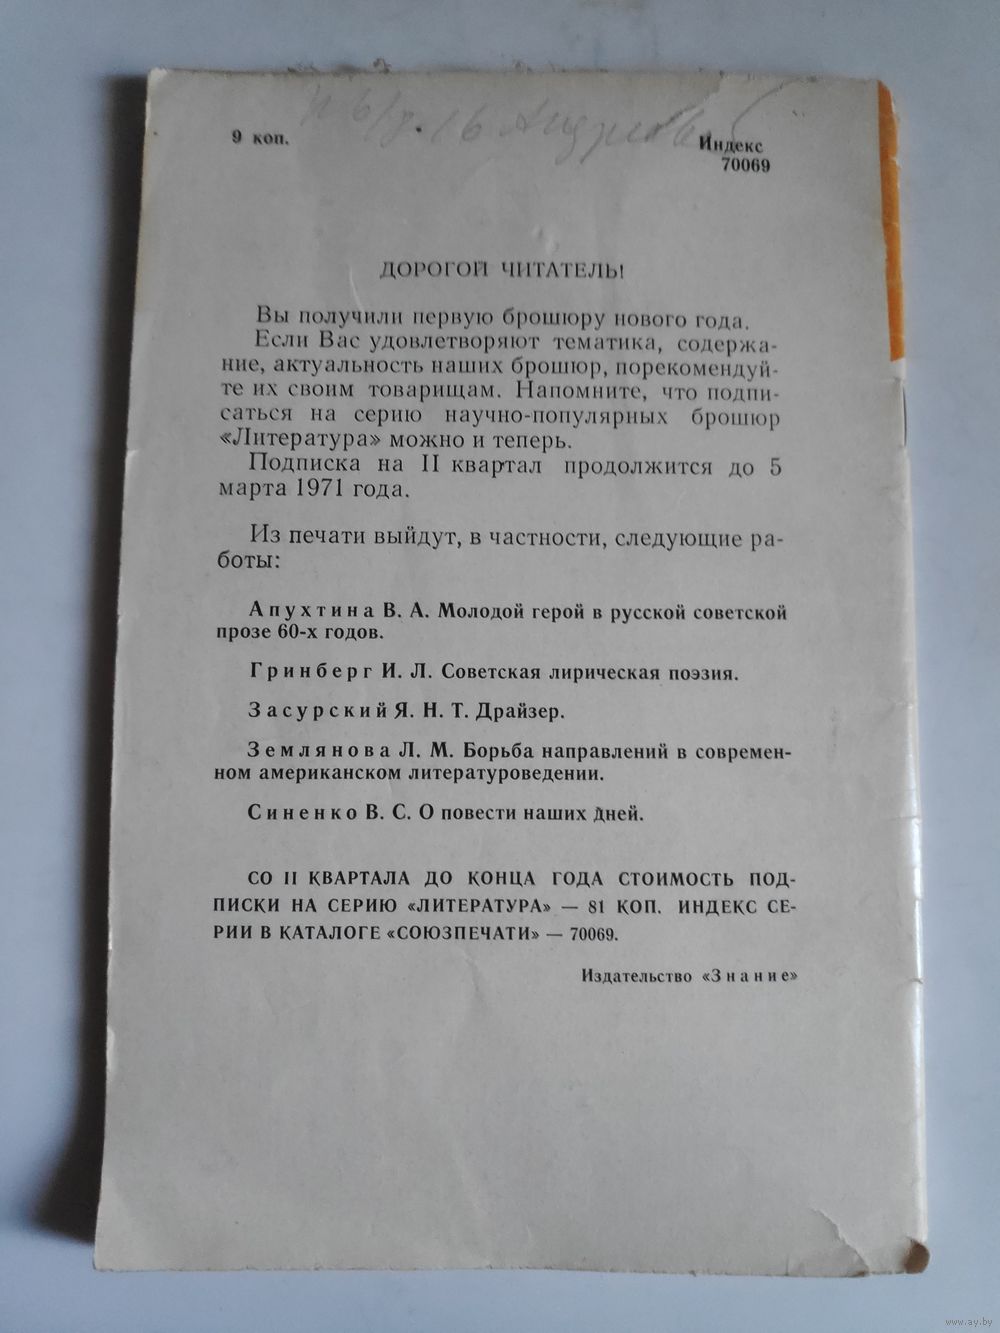 9 коп.
Индекс
70069
ДОРОГОЙ ЧИТАТЕЛЬ!
Вы получили первую брошюру нового года.
Если Вас удовлетворяют тематика, содержа-
ние, актуальность наших брошюр, порекомендуй-
те их своим товарищам. Напомните, что подпи-
саться на серию научно-популярных брошюр
«Литература» можно и теперь.
Подписка на II квартал продолжится до 5
марта 1971 года.
Из печати выйдут, в частности, следующие ра-
боты:
Апухтина В. А. Молодой герой в русской советской
прозе 60-х годов.
Гринберг И. Л. Советская лирическая поэзия.
Засурский Я. Н. Т. Драйзер.
Землянова Л. М. Борьба направлений в современ-
ном американском литературоведении.
Синенко В. С. О повести наших дней.
СО II КВАРТАЛА ДО КОНЦА ГОДА СТОИМОСТЬ ПОД-
ПИСКИ НА СЕРИЮ «ЛИТЕРАТУРА» — 81 КОП. ИНДЕКС СЕ-
РИИ В КАТАЛОГЕ «СОЮЗПЕЧАТИ» — 70069.
Издательство «Знание»
www.ay.by